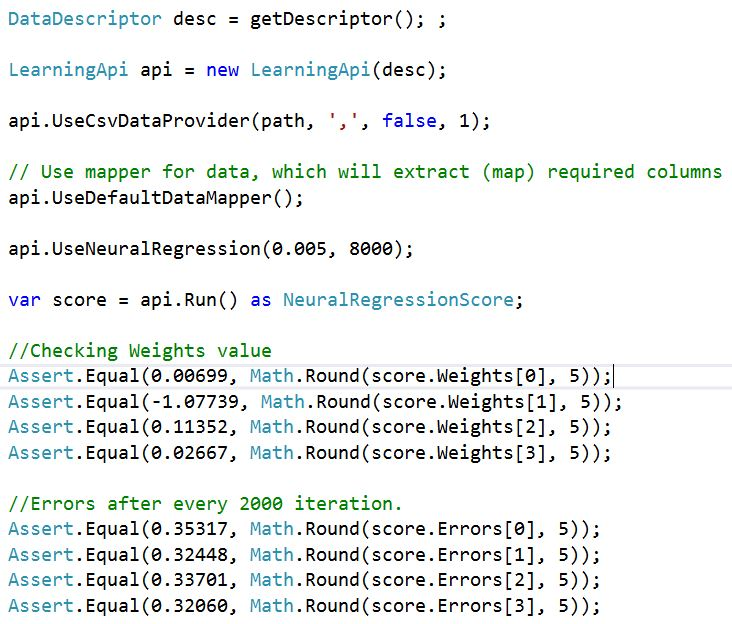 DataDescriptor desc = getDescriptor(); ;
LearningApi api = new LearningApi(desc);
api.UseCsvDataProvider(path, ',', false, 1);
// Use mapper for data, which will extract (map) required columns
api.UseDefaultDataMapper();
api.UseNeuralRegression(0.005, 8000);
var score = api.Run() as NeuralRegressionScore;
//Checking Weights value
Assert.Equal(0.00699, Math.Round(score.Weights[0], 5));
Assert.Equal(-1.07739, Math.Round(score.Weights[1], 5));
Assert.Equal(0.11352, Math.Round(score.Weights[2], 5));
Assert.Equal(0.02667, Math.Round(score.Weights[3], 5));
//Errors after every 2000 iteration.
Assert.Equal(0.35317, Math.Round(score.Errors[0], 5));
Assert.Equal(0.32448, Math.Round(score.Errors[1], 5));
Assert.Equal(0.33701, Math.Round(score.Errors[2], 5));
Assert.Equal(0.32060, Math.Round(score.Errors[3], 5));